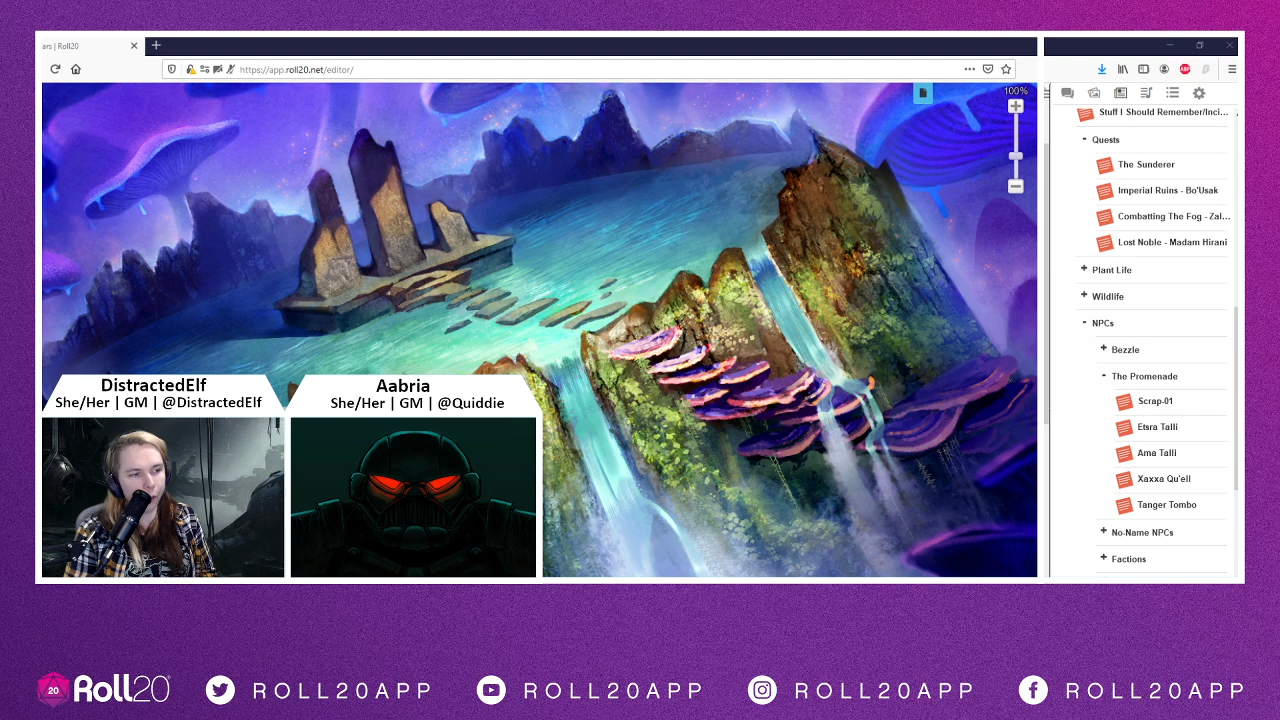 ars | Roll20
https://app.roll20.net/editor/
100%
Stuff I Should Remember/Inci...
Quests
The Sunderer
Imperial Ruins - Bo'Usak
Combatting The Fog - Zal...
Lost Noble - Madam Hirani
Plant Life
Wildlife
NPCs
Bezzle
The Promenade
Scrap-01
Etsra Talli
Ama Talli
Xaxxa Qu'ell
Tanger Tombo
No-Name NPCs
Factions
DistractedElf
She/Her | GM | @DistractedElf
Aabria
She/Her | GM | @Quiddie
20 Roll20
ROLL20APP
ROLL20APP
ROLL20APP
ROLL20APP